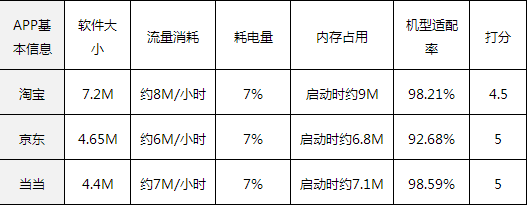 APP基本信息 软件大小 流量消耗 耗电量 内存占用 机型适配率 打分
淘宝 7.2M 约8M/小时 7% 启动时约9M 98.21% 4.5
京东 4.65M 约6M/小时 7% 启动时约6.8M 92.68% 5
当当 4.4M 约7M/小时 7% 启动时约7.1M 98.59% 5